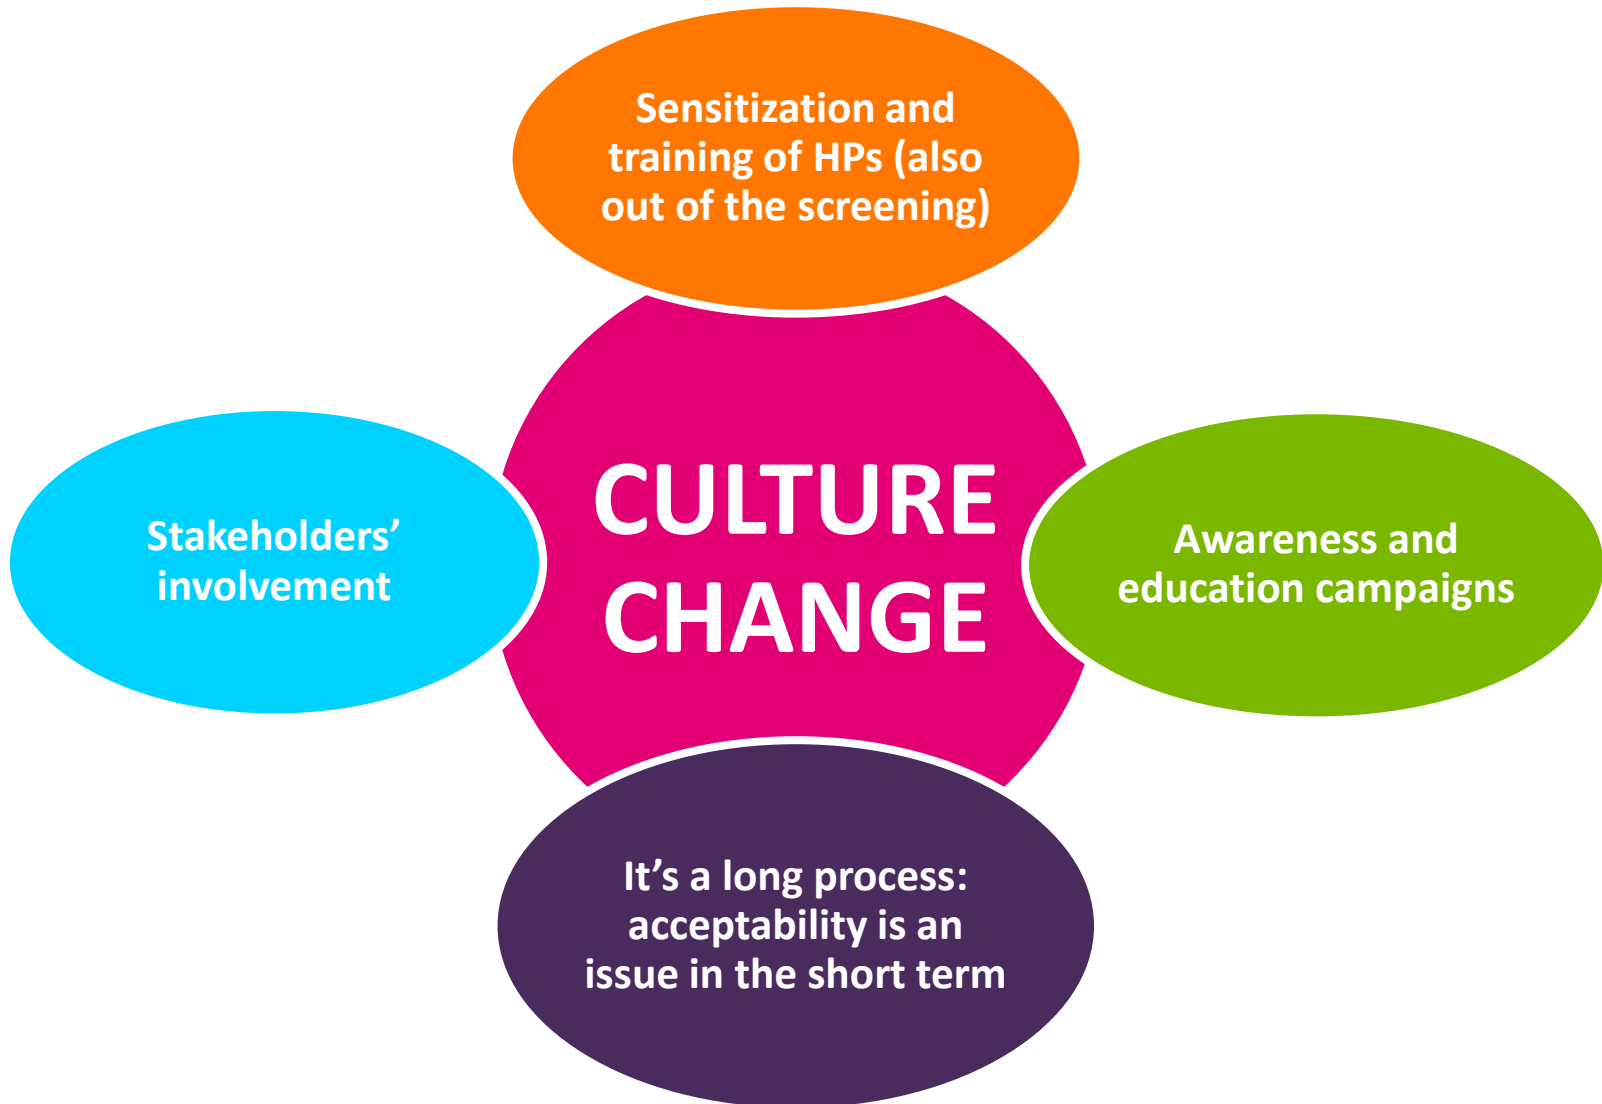 Sensitization and
training of HPs (also
out of the screening)
Stakeholders’
involvement
CULTURE
CHANGE
Awareness and
education campaigns
It’s a long process:
acceptability is an
issue in the short term